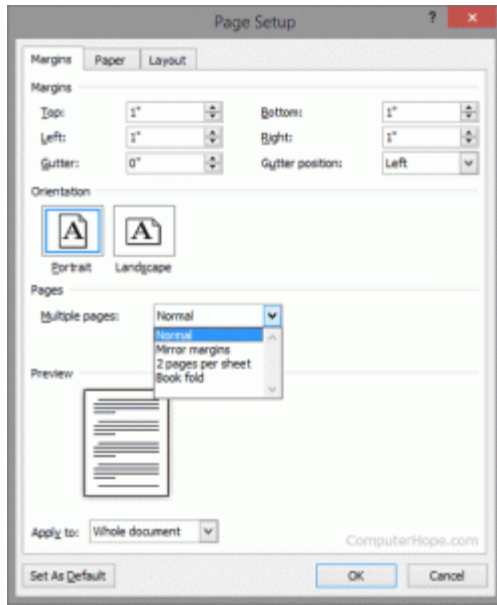 Page Setup ? ×
Margins Paper Layout
Margins
Top: 1" Bottom: 1"
Left: 1" Right: 1"
Gutter: 0" Gutter position: Left
Orientation
A A
Portrait Landscape
Pages
Multiple pages: Normal
Normal
Mirror margins
2 pages per sheet
Book fold
Preview
Apply to: Whole document
ComputerHope.com
Set As Default OK Cancel